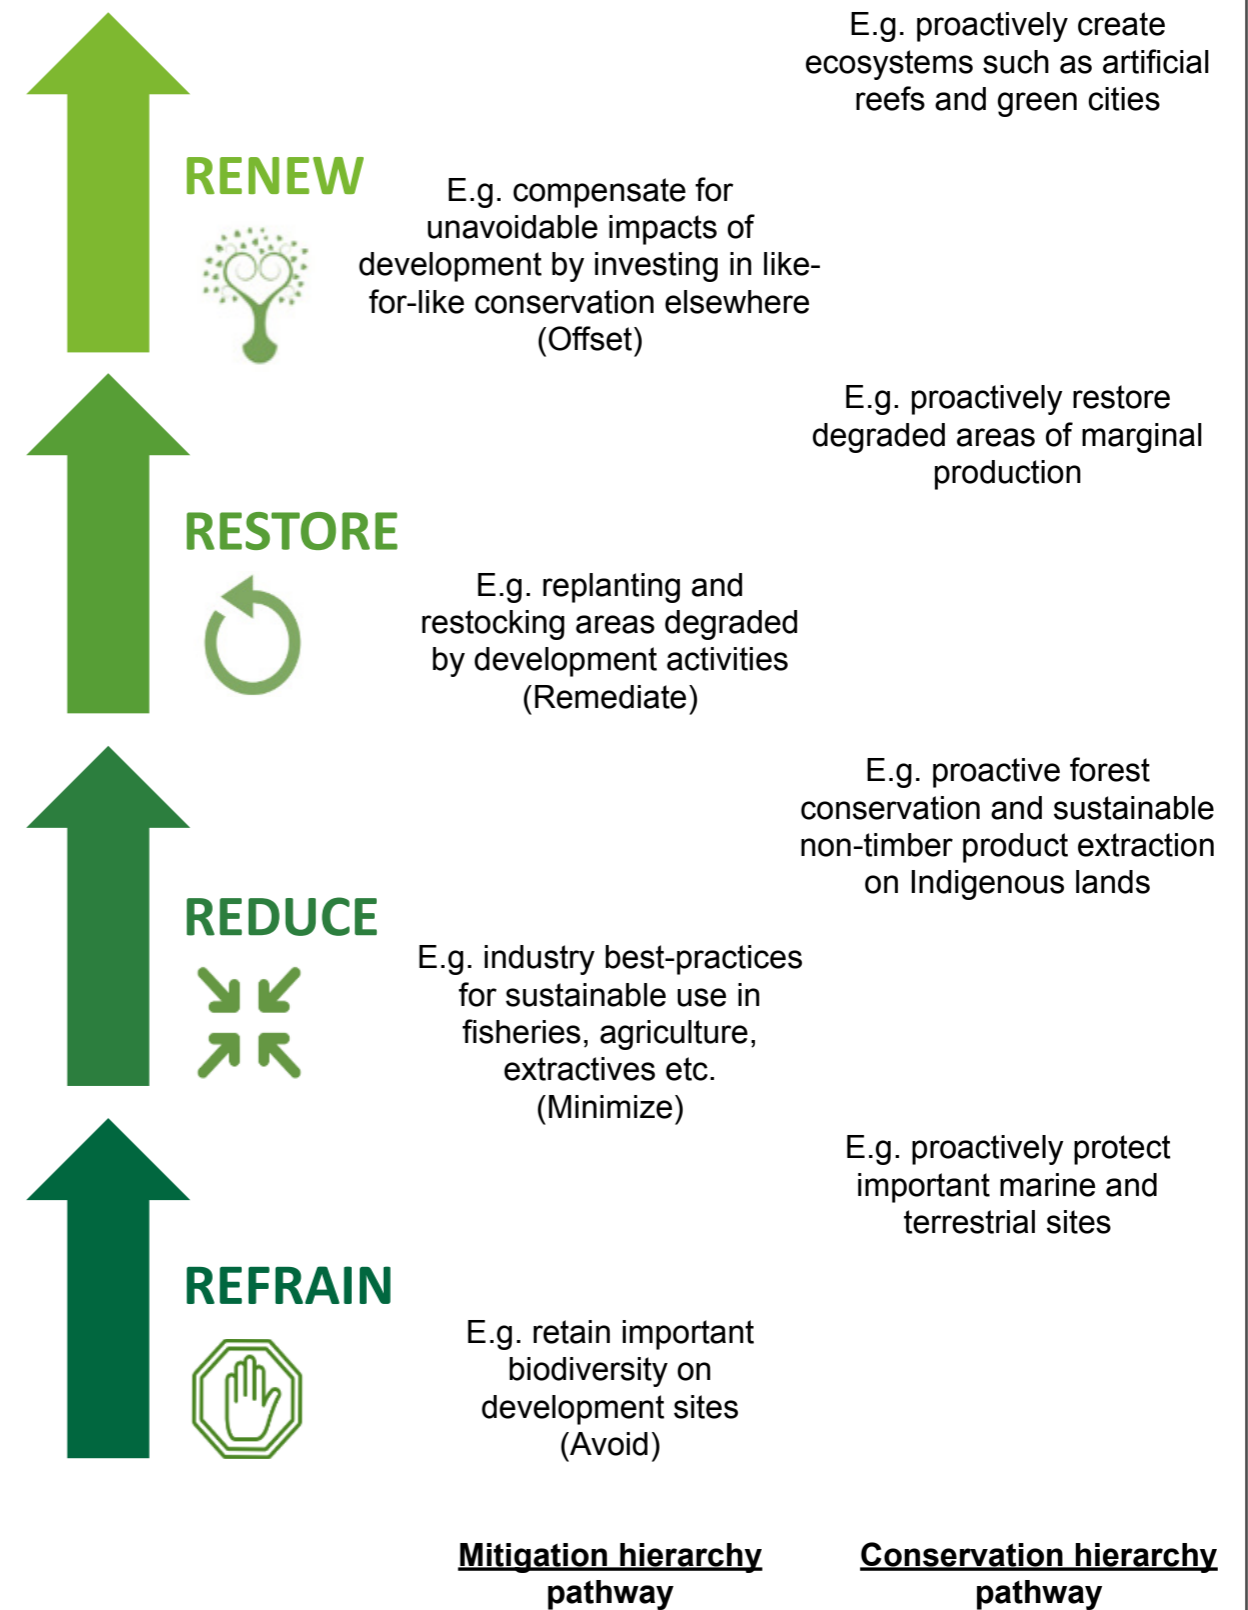 E.g. proactively create
ecosystems such as artificial
reefs and green cities
RENEW
E.g. compensate for
unavoidable impacts of
development by investing in like-
for-like conservation elsewhere
(Offset)
E.g. proactively restore
degraded areas of marginal
production
RESTORE
E.g. replanting and
restocking areas degraded
by development activities
(Remediate)
E.g. proactive forest
conservation and sustainable
non-timber product extraction
on Indigenous lands
REDUCE
E.g. industry best-practices
for sustainable use in
fisheries, agriculture,
extractives etc.
(Minimize)
E.g. proactively protect
important marine and
terrestrial sites
REFRAIN
E.g. retain important
biodiversity on
development sites
(Avoid)
Mitigation hierarchy
pathway
Conservation hierarchy
pathway